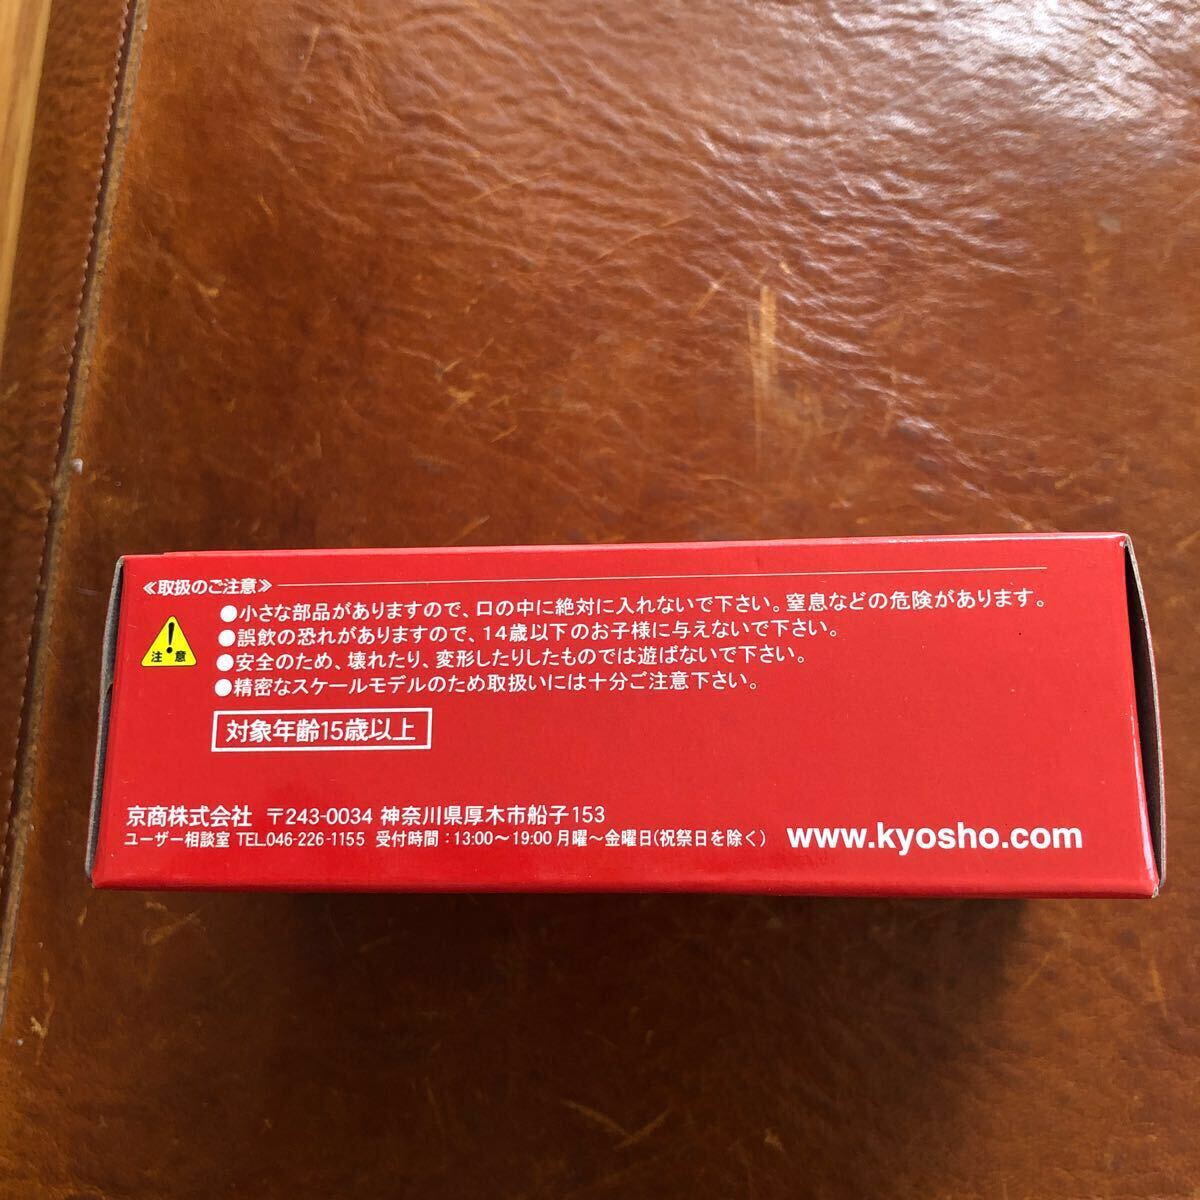 ≪取扱のご注意≫
●小さな部品がありますので、口の中に絶対に入れないで下さい。窒息などの危険があります。
●誤飲の恐れがありますので、14歳以下のお子様に与えないで下さい。
注意
●安全のため、壊れたり、変形したりしたものでは遊ばないで下さい。
●精密なスケールモデルのため取扱いには十分ご注意下さい。
対象年齢15歳以上
京商株式会社 〒243-0034 神奈川県厚木市船子153
ユーザー相談室 TEL.046-226-1155 受付時間：13:00〜19:00 月曜〜金曜日(祝祭日を除く)
www.kyosho.com